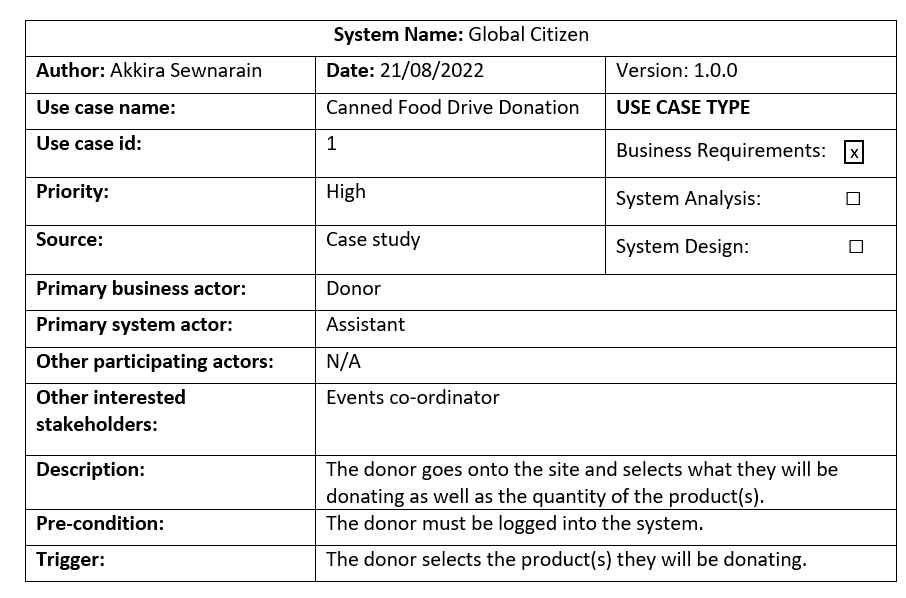 System Name: Global Citizen
Author: Akkira Sewnarain Date: 21/08/2022 Version: 1.0.0
Use case name: Canned Food Drive Donation USE CASE TYPE
Use case id: 1 Business Requirements: x
Priority: High System Analysis: ☐
Source: Case study System Design: ☐
Primary business actor: Donor
Primary system actor: Assistant
Other participating actors: N/A
Other interested Events co-ordinator
stakeholders:
Description: The donor goes onto the site and selects what they will be
donating as well as the quantity of the product(s).
Pre-condition: The donor must be logged into the system.
Trigger: The donor selects the product(s) they will be donating.